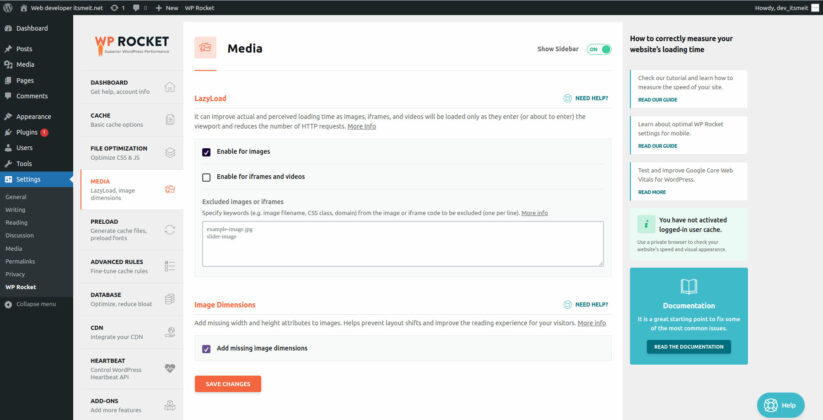 Web developer itsmeit.net
1
0
New
WP Rocket
Howdy, dev_itsmeit
Dashboard
Posts
Media
Pages
Comments
Appearance
Plugins 1
Users
Tools
Settings
General
Writing
Reading
Discussion
Media
Permalinks
Privacy
WP Rocket
Collapse menu
WP ROCKET
Superior WordPress Performance
DASHBOARD
Get help, account info
CACHE
Basic cache options
FILE OPTIMIZATION
Optimize CSS & JS
MEDIA
LazyLoad, image
dimensions
PRELOAD
Generate cache files,
preload fonts
ADVANCED RULES
Fine-tune cache rules
DATABASE
Optimize, reduce bloat
CDN
Integrate your CDN
HEARTBEAT
Control WordPress
Heartbeat API
ADD-ONS
Add more features
Media
Show Sidebar
ON
LazyLoad
NEED HELP?
It can improve actual and perceived loading time as images, iframes, and videos will be loaded only as they enter (or about to enter) the
viewport and reduces the number of HTTP requests. More Info
Enable for images
Enable for iframes and videos
Excluded images or iframes
Specify keywords (e.g. image filename, CSS class, domain) from the image or iframe code to be excluded (one per line). More info
example-image.jpg
slider-image
Image Dimensions
NEED HELP?
Add missing width and height attributes to images. Helps prevent layout shifts and improve the reading experience for your visitors. More info
Add missing image dimensions
SAVE CHANGES
How to correctly measure your
website's loading time
Check our tutorial and learn how to
measure the speed of your site.
READ OUR GUIDE
Learn about optimal WP Rocket
settings for mobile.
READ OUR GUIDE
Test and Improve Google Core Web
Vitals for WordPress.
READ MORE
i
You have not activated
logged-in user cache.
Use a private browser to check your
website's speed and visual appearance.
Documentation
It is a great starting point to fix some
of the most common issues.
READ THE DOCUMENTATION
Help